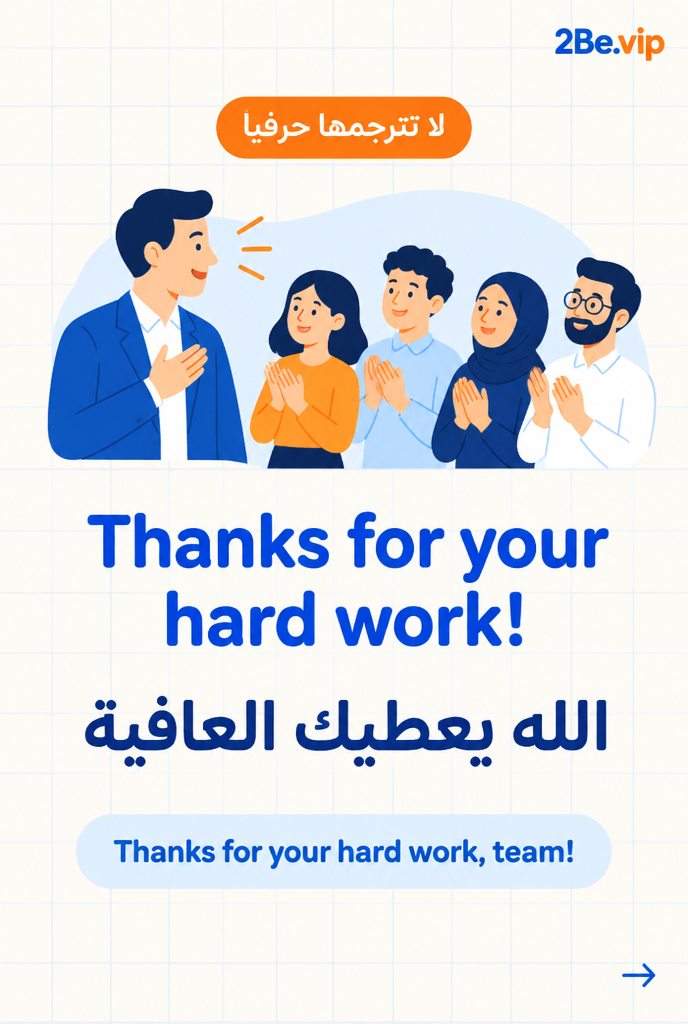 2Be.vip
لا تترجمها حرفياً
Thanks for your
hard work!
الله يعطيك العافية
Thanks for your hard work, team!
→